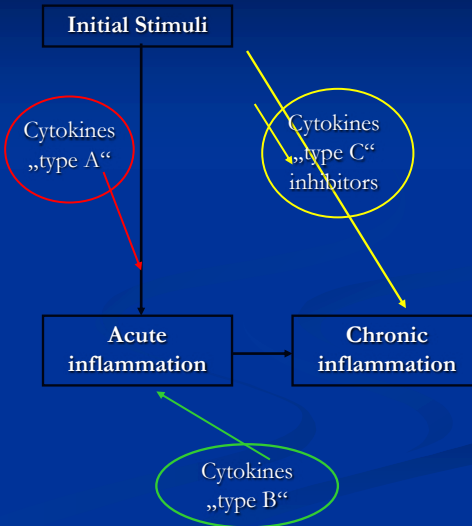 Initial Stimuli
Cytokines
„type A“
Cytokines
„type C“
inhibitors
Acute
inflammation
Chronic
inflammation
Cytokines
„type B“